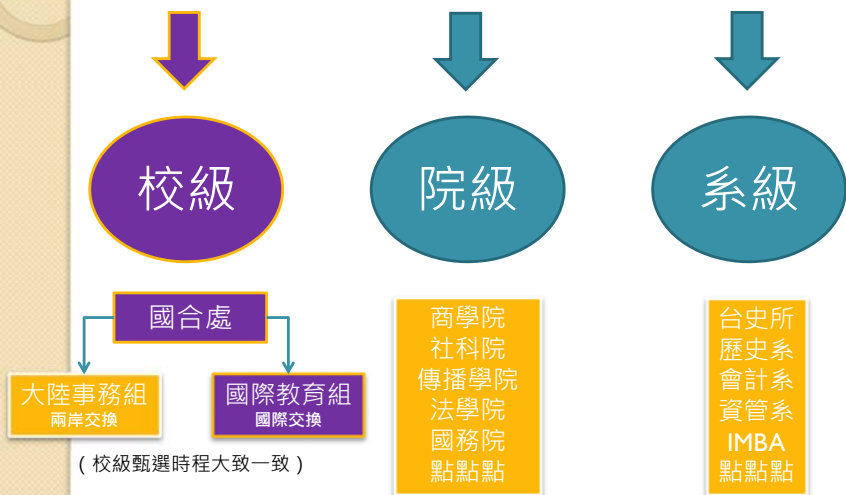 校級
院級
系級
國合處
大陸事務組
兩岸交換
國際教育組
國際交換
(校級甄選時程大致一致)
商學院
社科院
傳播學院
法學院
國務院
點點點
台史所
歷史系
會計系
資管系
IMBA
點點點